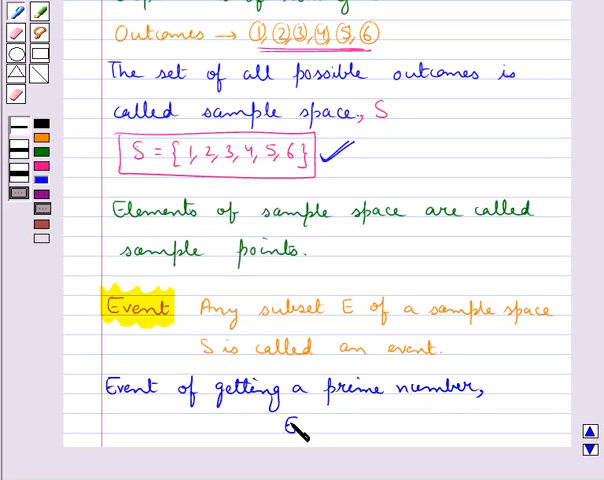 Outcomes → 1, 2, 3, 4, 5, 6
The set of all possible outcomes is
called sample space, S
S = { 1, 2, 3, 4, 5, 6 }
Elements of sample space are called
sample points.
Event Any subset E of a sample space
S is called an event.
Event of getting a prime number,
E